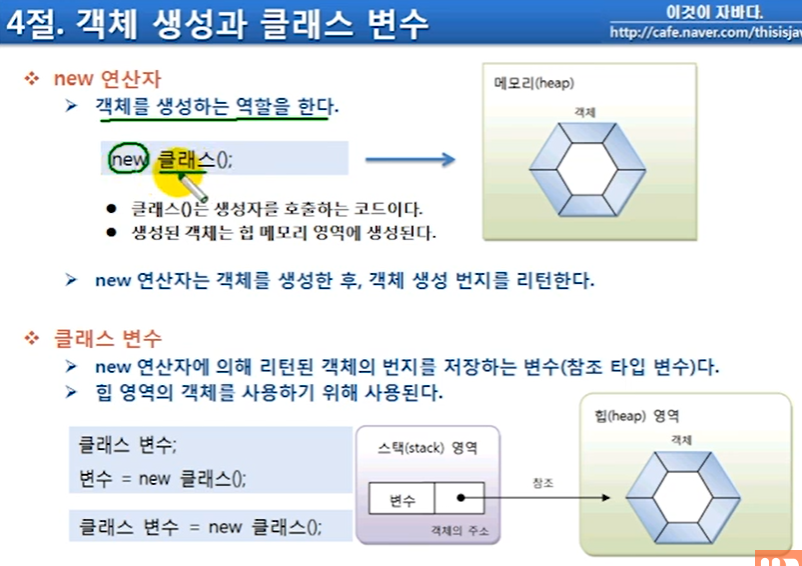 4절. 객체 생성과 클래스 변수
이것이 자바다.
http://cafe.naver.com/thisisjav
new 연산자
객체를 생성하는 역할을 한다.
new 클래스();
클래스()는 생성자를 호출하는 코드이다.
생성된 객체는 힙 메모리 영역에 생성된다.
메모리(heap)
객체
new 연산자는 객체를 생성한 후, 객체 생성 번지를 리턴한다.
클래스 변수
new 연산자에 의해 리턴된 객체의 번지를 저장하는 변수(참조 타입 변수)다.
힙 영역의 객체를 사용하기 위해 사용된다.
클래스 변수;
변수 = new 클래스();
클래스 변수 = new 클래스();
스택(stack) 영역
변수
객체의 주소
참조
힙(heap) 영역
객체